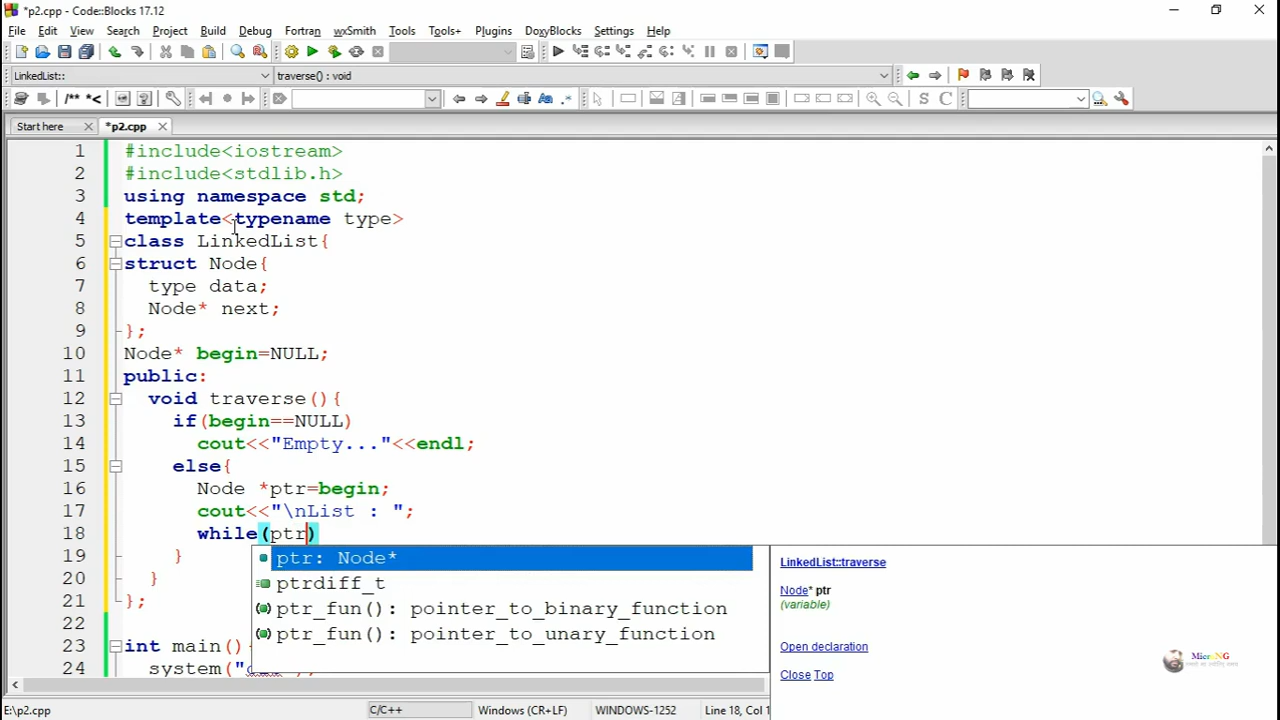 *p2.cpp - Code::Blocks 17.12
File Edit View Search Project Build Debug Fortran wxSmith Tools Tools+ Plugins DoxyBlocks Settings Help
LinkedList:: traverse() : void
/** *<
S C
Start here *p2.cpp
1 #include<iostream>
2 #include<stdlib.h>
3 using namespace std;
4 template<typename type>
5 class LinkedList{
6 struct Node{
7 type data;
8 Node* next;
9 };
10 Node* begin=NULL;
11 public:
12 void traverse(){
13 if(begin==NULL)
14 cout<<"Empty..."<<endl;
15 else{
16 Node *ptr=begin;
17 cout<<"\nList : ";
18 while(ptr)
19 }
20 }
21 };
22
23 int main(){
24 system("
ptr: Node*
ptrdiff_t
ptr_fun(): pointer_to_binary_function
ptr_fun(): pointer_to_unary_function
LinkedList::traverse
Node* ptr
(variable)
Open declaration
Close Top
MicroNG
E:\p2.cpp C/C++ Windows (CR+LF) WINDOWS-1252 Line 18, Col 1